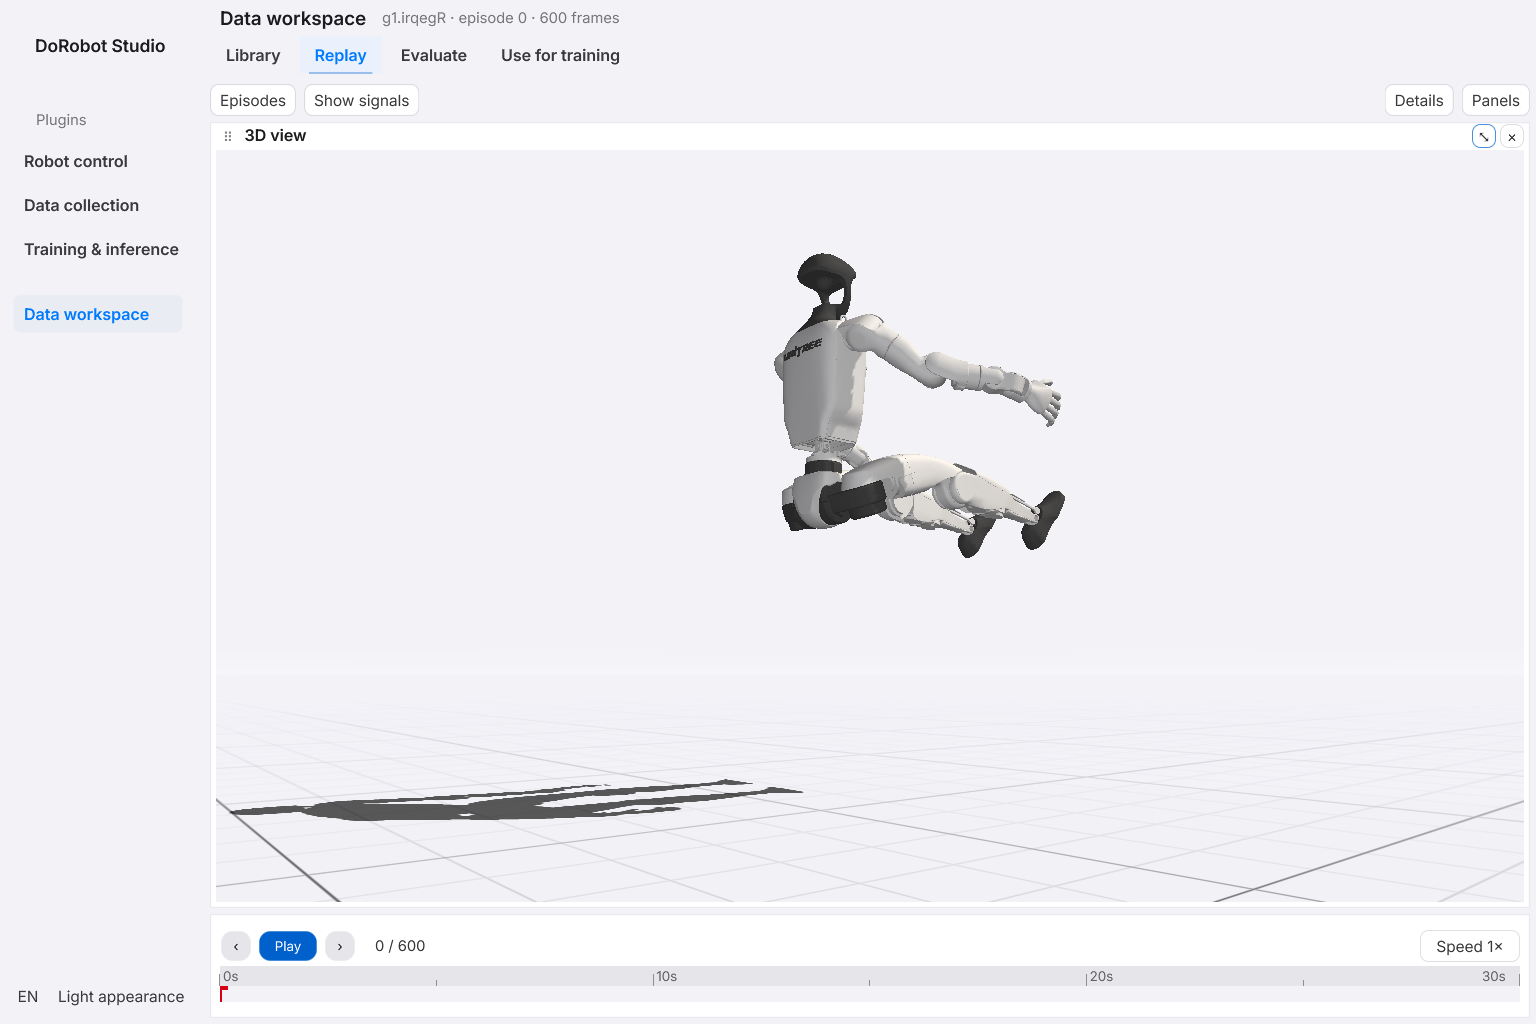 DoRobot Studio
Plugins
Robot control
Data collection
Training & inference
Data workspace
EN Light appearance
Data workspace g1.irqegR · episode 0 · 600 frames
Library Replay Evaluate Use for training
Episodes Show signals Details Panels
3D view
UNITREE
‹ Play › 0 / 600 Speed 1×
0s 10s 20s 30s